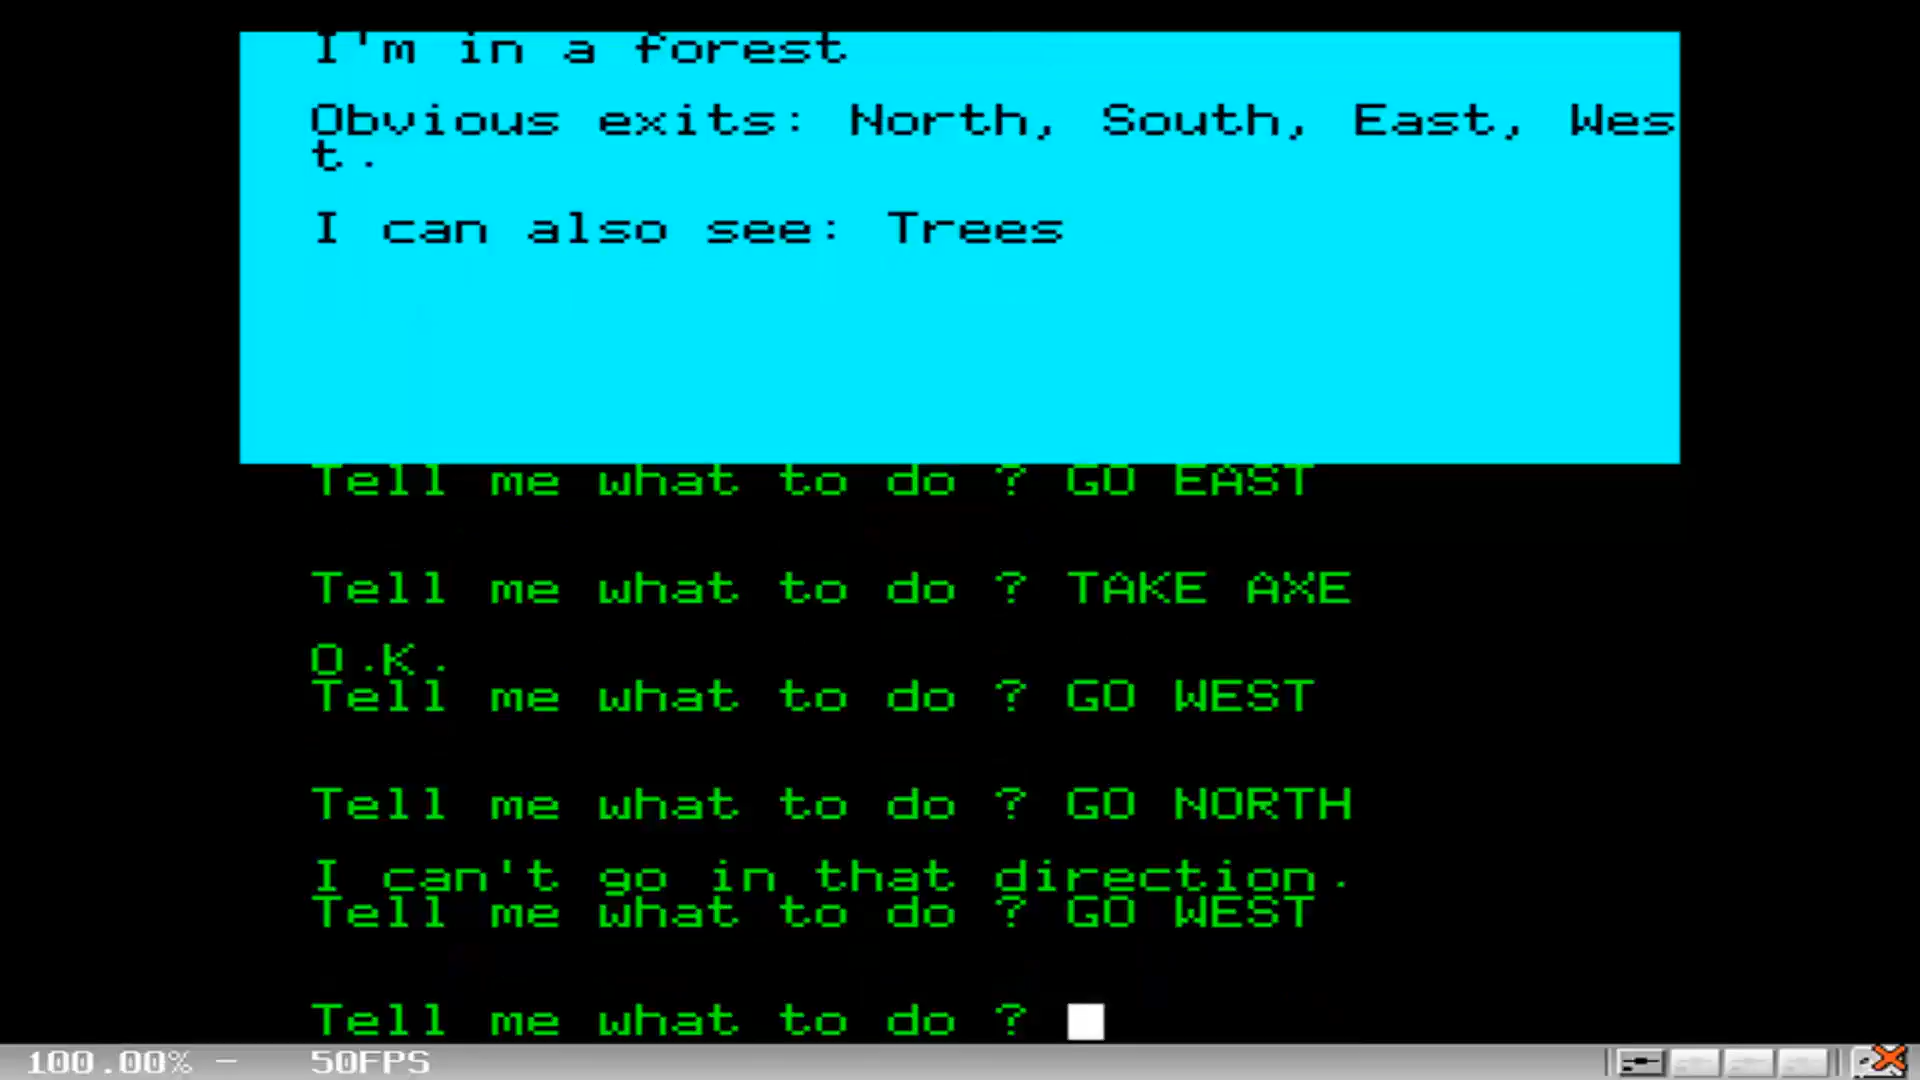 I'm in a forest
Obvious exits: North, South, East, Wes
t.
I can also see: Trees
Tell me what to do ? GO EAST
Tell me what to do ? TAKE AXE
O.K.
Tell me what to do ? GO WEST
Tell me what to do ? GO NORTH
I can't go in that direction.
Tell me what to do ? GO WEST
Tell me what to do ?
100.00% - 50FPS